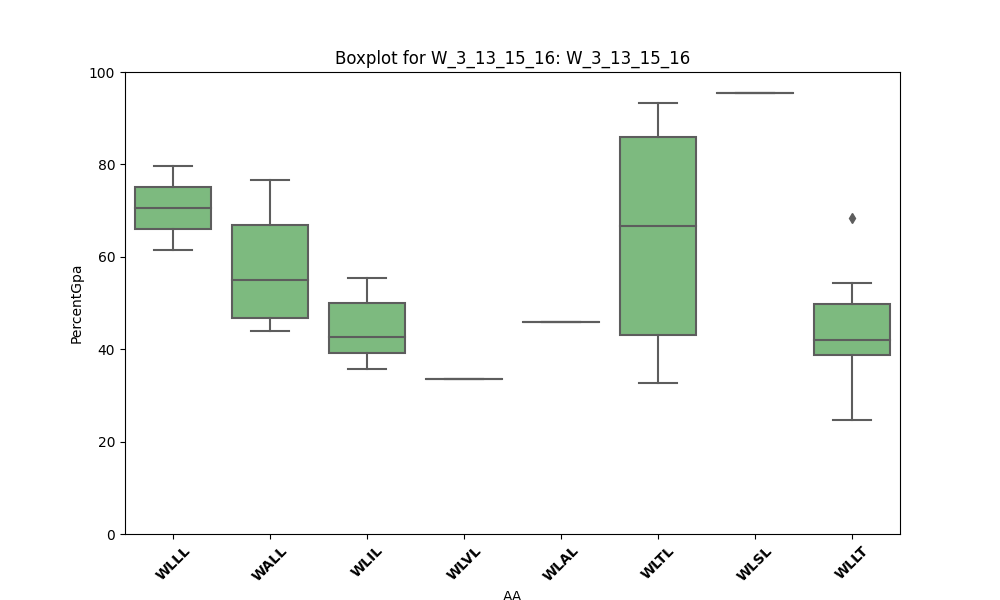 Boxplot for W_3_13_15_16: W_3_13_15_16
100
80
60
40
20
0
PercentGpa
WLLL
WALL
WLIL
WLVL
WLAL
WLTL
WLSL
WLLT
AA